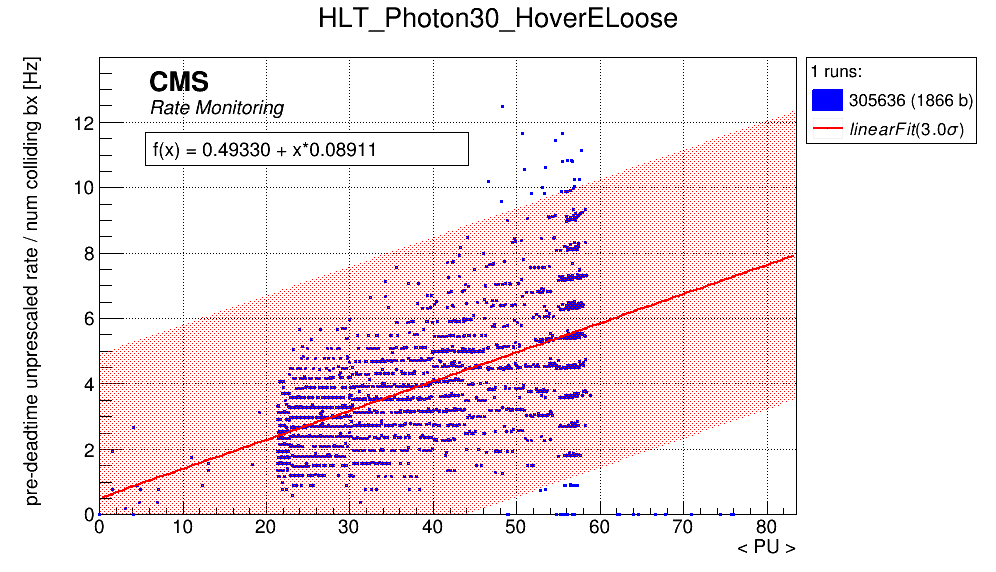 HLT_Photon30_HoverELoose
pre-deadtime unprescaled rate / num colliding bx [Hz]
CMS
Rate Monitoring
f(x) = 0.49330 + x*0.08911
12
10
8
6
4
2
0
0 10 20 30 40 50 60 70 80
< PU >
1 runs:
305636 (1866 b)
linearFit(3.0σ)